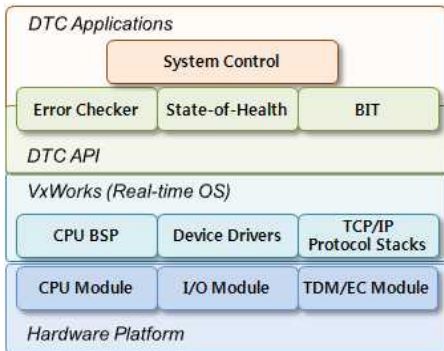 DTC Applications
System Control
Error Checker State-of-Health BIT
DTC API
VxWorks (Real-time OS)
CPU BSP Device Drivers TCP/IP Protocol Stacks
CPU Module I/O Module TDM/EC Module
Hardware Platform